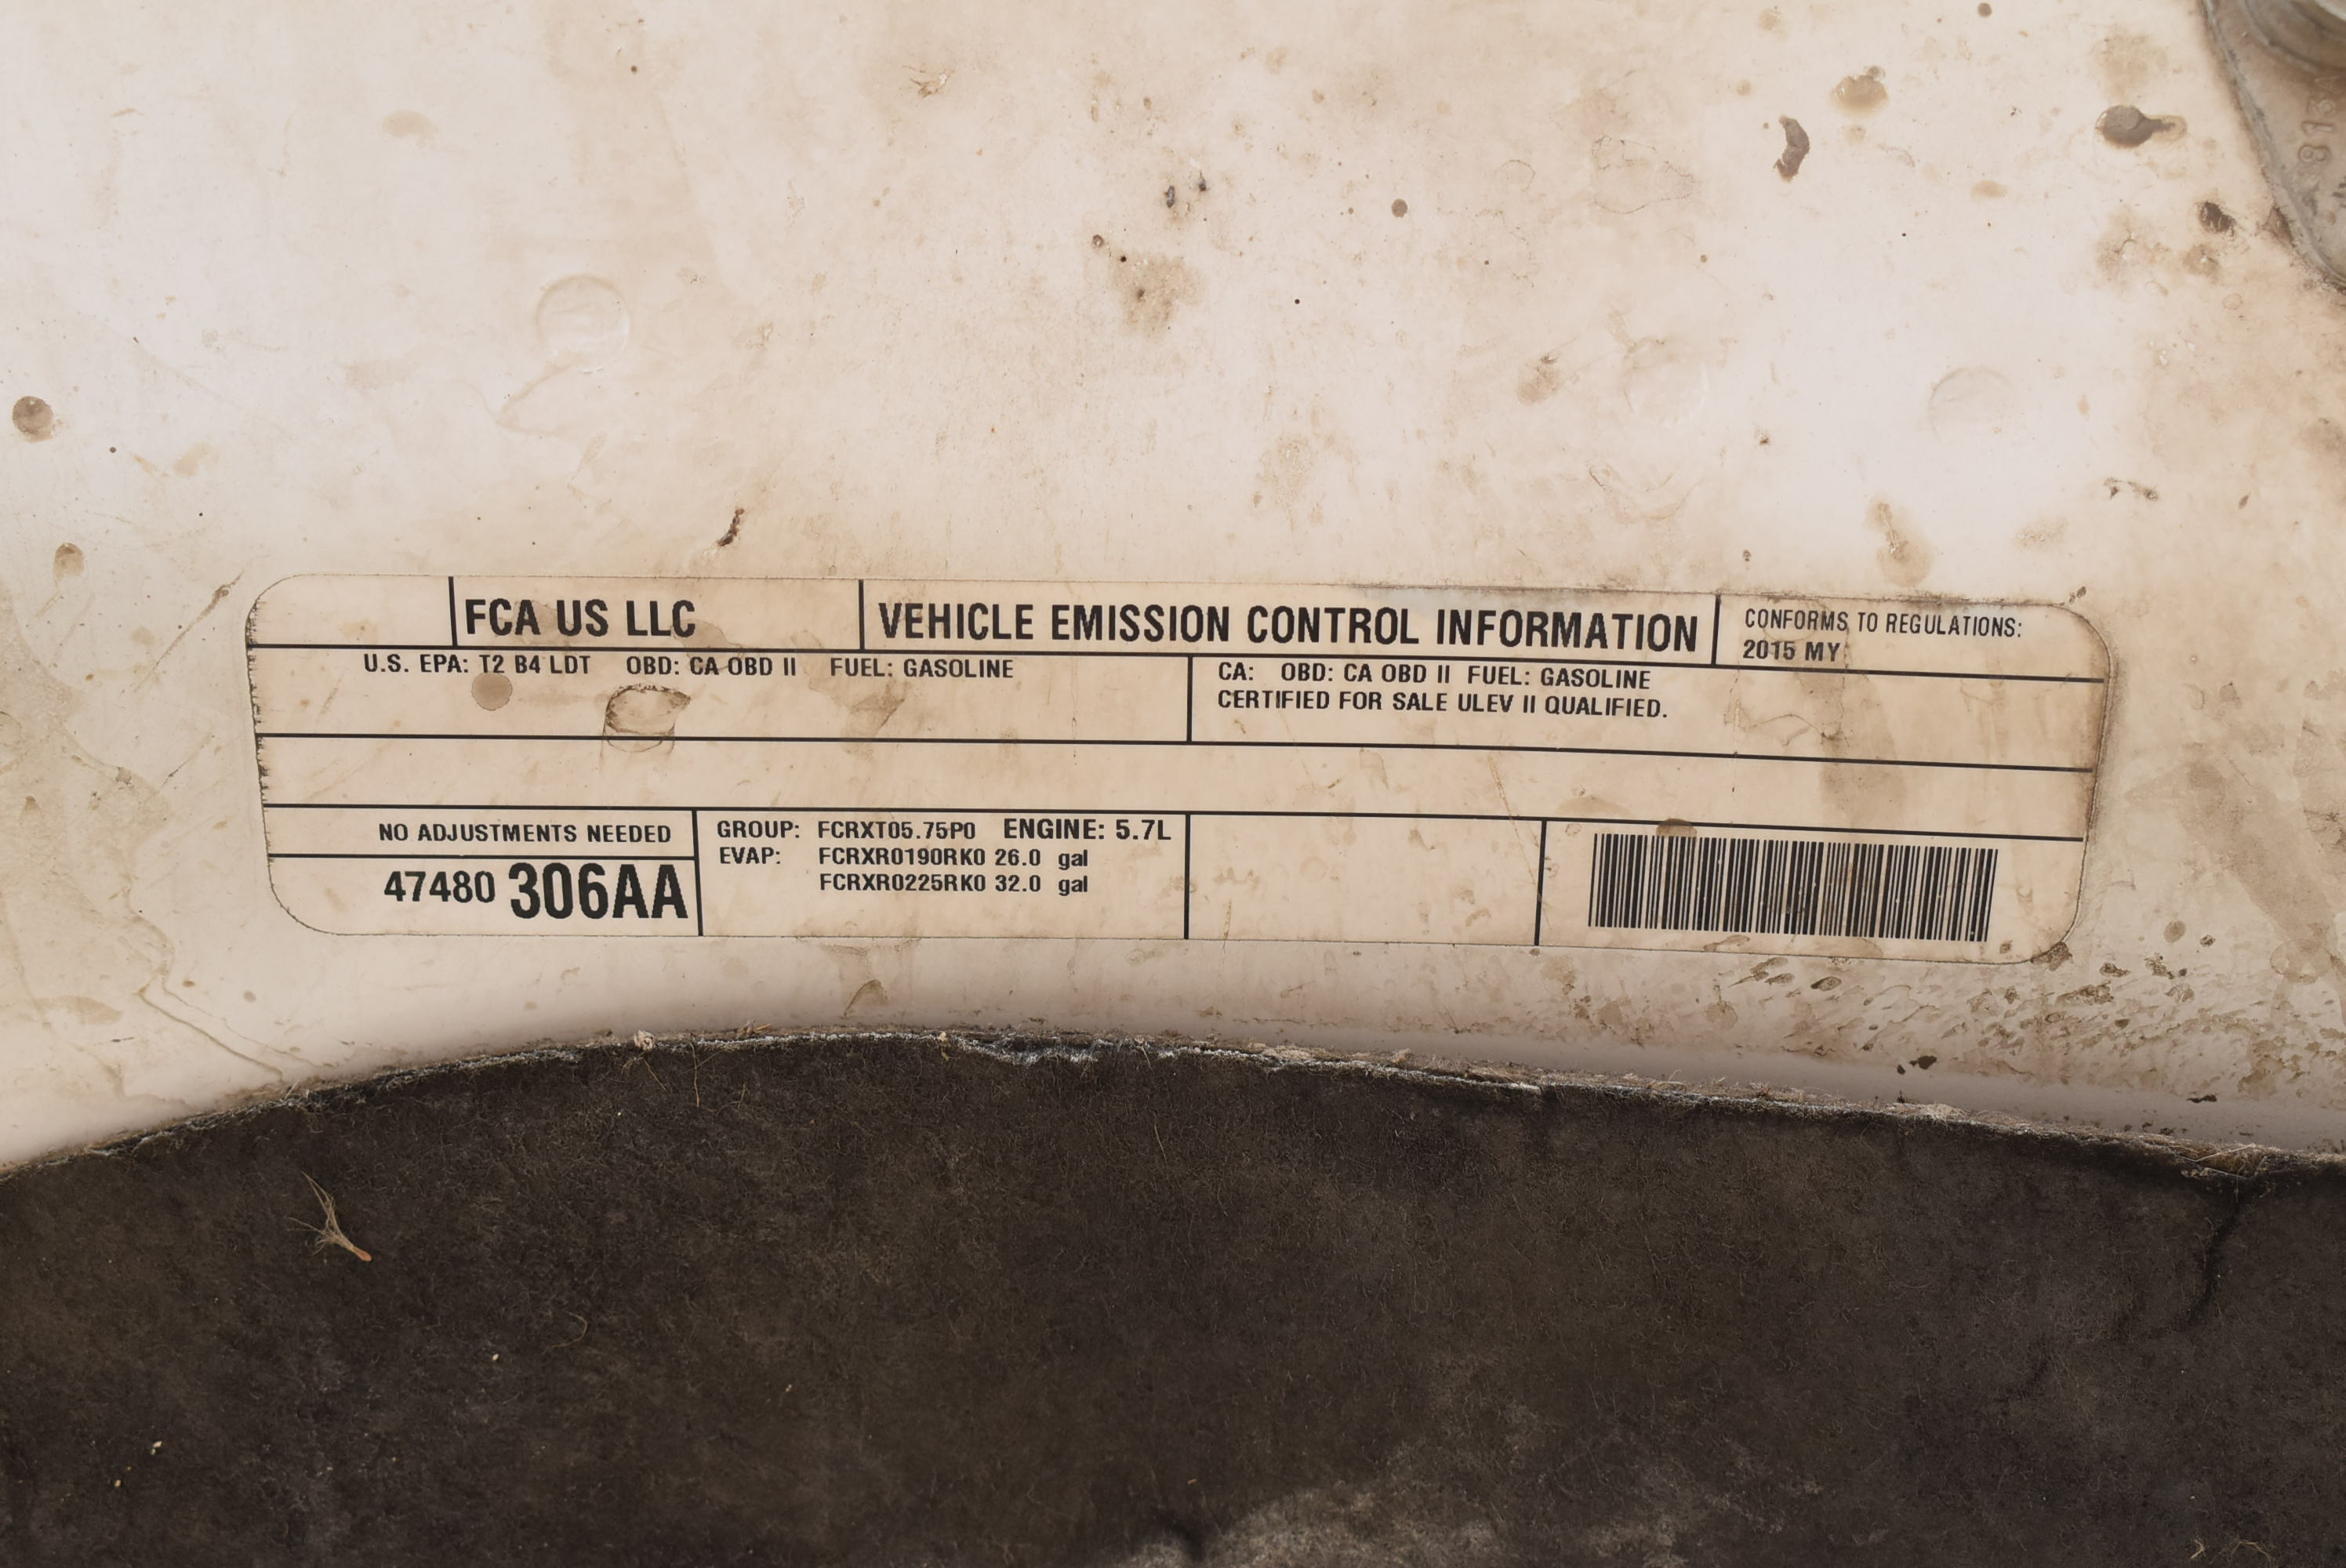 FCA US LLC
VEHICLE EMISSION CONTROL INFORMATION
CONFORMS TO REGULATIONS:
2015 MY
U.S. EPA: T2 B4 LDT OBD: CA OBD II FUEL: GASOLINE
CA: OBD: CA OBD II FUEL: GASOLINE
CERTIFIED FOR SALE ULEV II QUALIFIED.
NO ADJUSTMENTS NEEDED
47480 306AA
GROUP: FCRXT05.75P0 ENGINE: 5.7L
EVAP: FCRXR0190RK0 26.0 gal
FCRXR0225RK0 32.0 gal